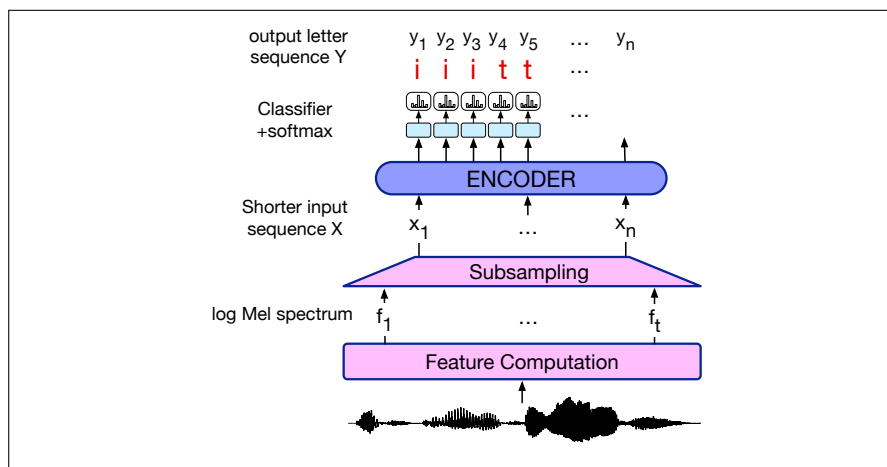 output letter sequence Y
y1 y2 y3 y4 y5 ... yn
i i i t t ...
Classifier +softmax
...
ENCODER
Shorter input sequence X
x1 ... xn
Subsampling
log Mel spectrum
f1 ... ft
Feature Computation